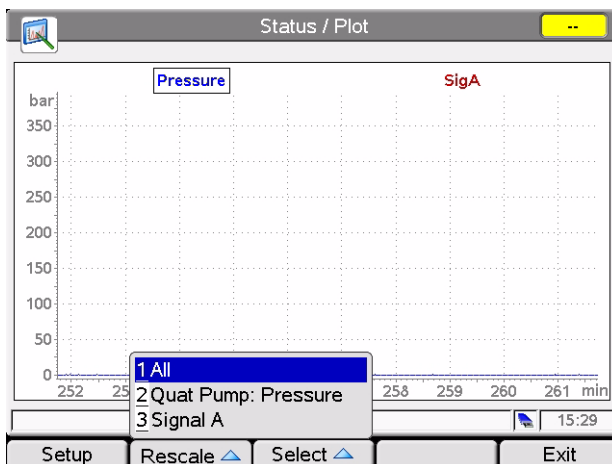 Status / Plot
--
Pressure
SigA
bar
350
300
250
200
150
100
50
0
252 25 258 259 260 261 min
1 All
2 Quat Pump: Pressure
3 Signal A
15:29
Setup
Rescale
Select
Exit